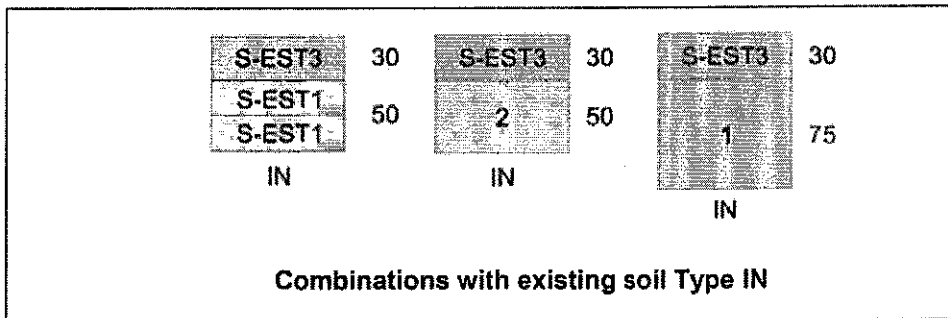 S-EST3 30 S-EST3 30 S-EST3 30
S-EST1
50 2 50 1 75
S-EST1
IN IN
IN
Combinations with existing soil Type IN